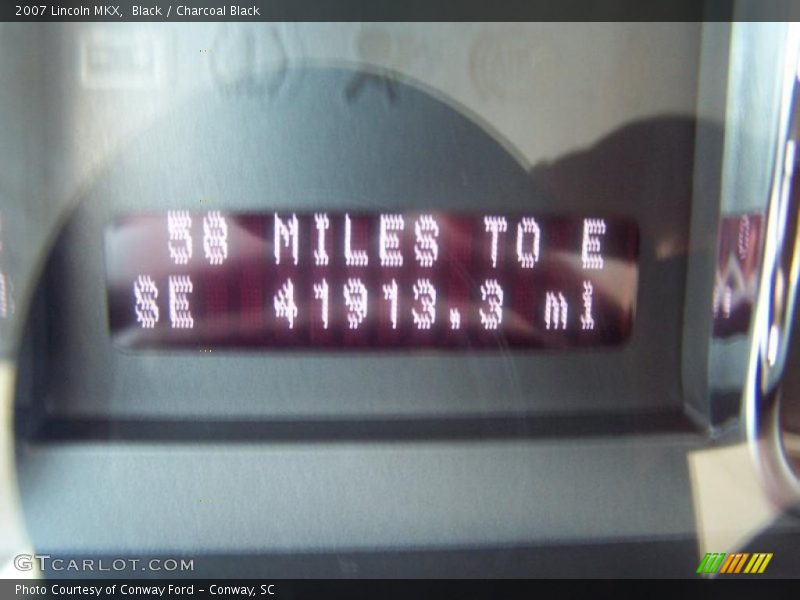 2007 Lincoln MKX, Black / Charcoal Black
58 MILES TO E
SE 41913.3 mi
GTCARLOT.COM
Photo Courtesy of Conway Ford – Conway, SC